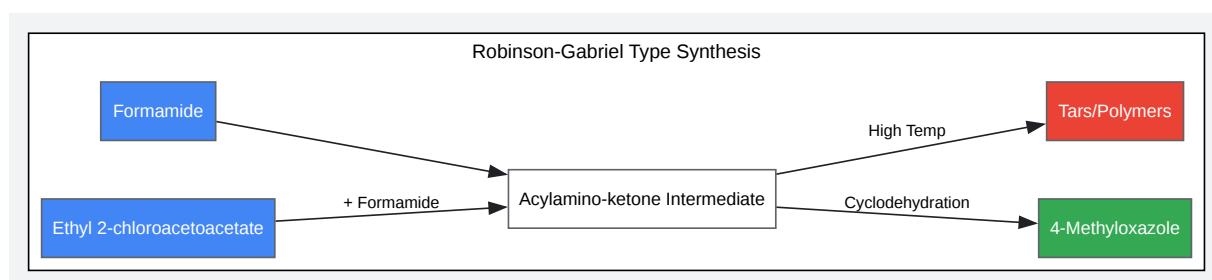 Robinson-Gabriel Type Synthesis
Formamide
Tars/Polymers
High Temp
Acylamino-ketone Intermediate
+ Formamide
Cyclodehydration
Ethyl 2-chloroacetoacetate
4-Methyloxazole